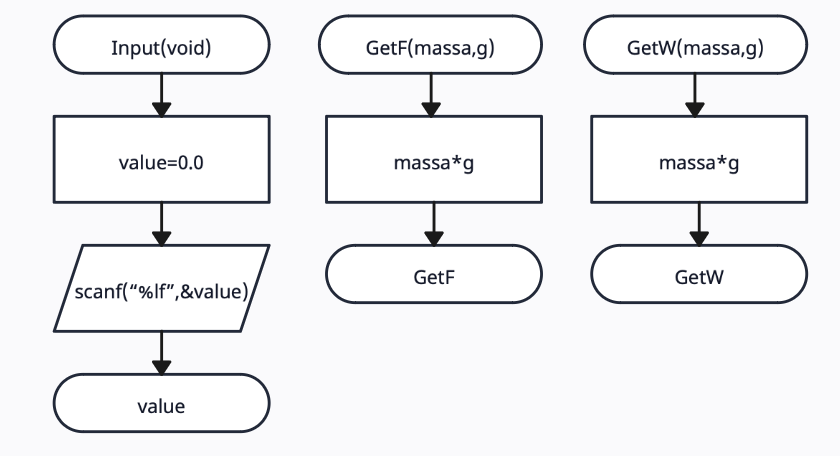 Input(void)
value=0.0
scanf(“%lf”,&value)
value
GetF(massa,g)
massa*g
GetF
GetW(massa,g)
massa*g
GetW